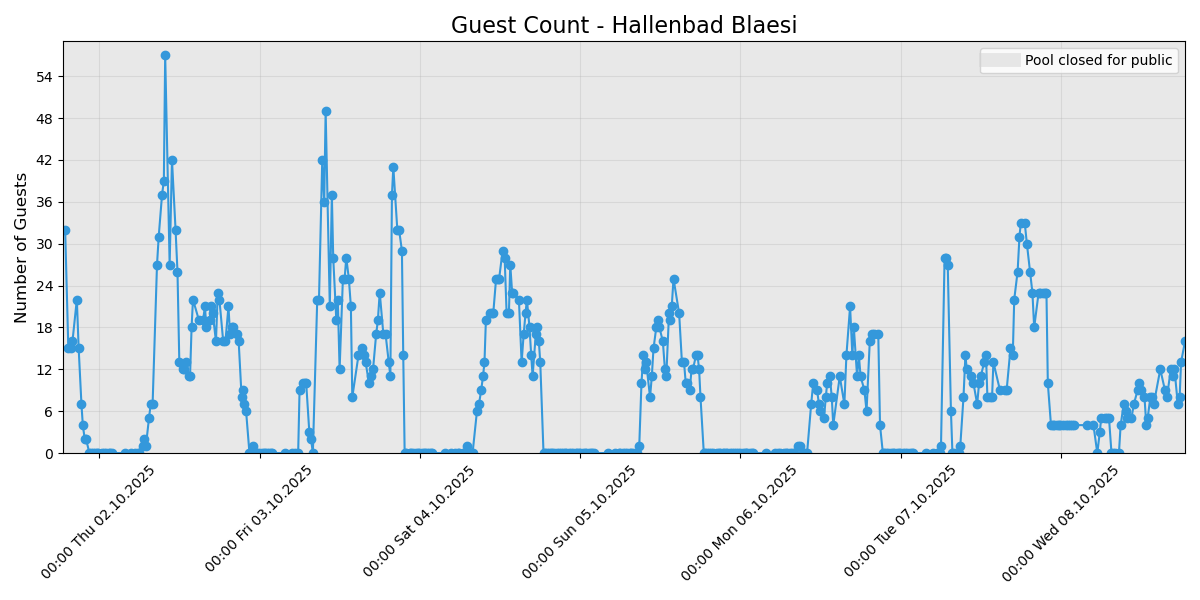 Guest Count - Hallenbad Blaesi
Pool closed for public
Number of Guests
54
48
42
36
30
24
18
12
6
0
00:00 Thu 02.10.2025
00:00 Fri 03.10.2025
00:00 Sat 04.10.2025
00:00 Sun 05.10.2025
00:00 Mon 06.10.2025
00:00 Tue 07.10.2025
00:00 Wed 08.10.2025